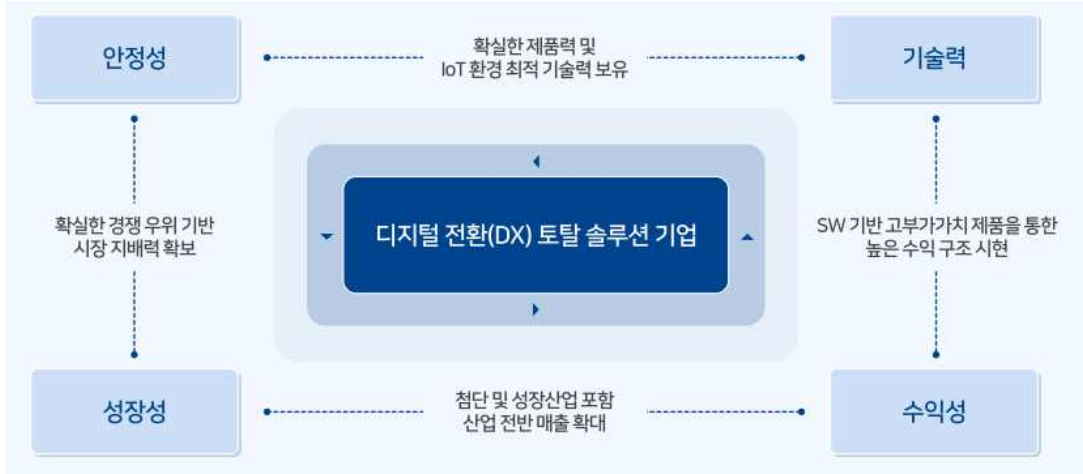 안정성
확실한 제품력 및
IoT 환경 최적 기술력 보유
기술력
확실한 경쟁 우위 기반
시장 지배력 확보
디지털 전환(DX) 토탈 솔루션 기업
SW 기반 고부가가치 제품을 통한
높은 수익 구조 시현
성장성
첨단 및 성장산업 포함
산업 전반 매출 확대
수익성